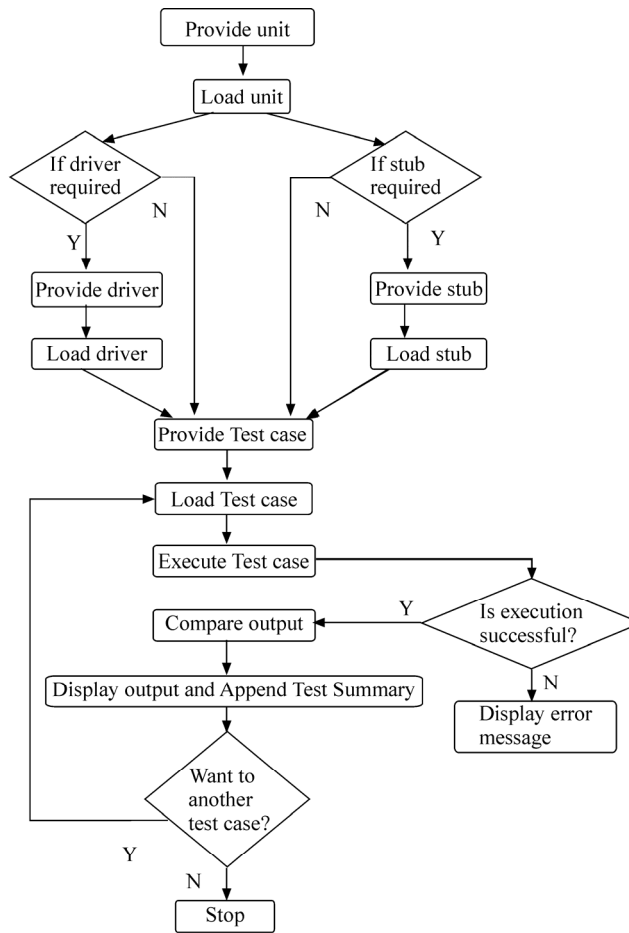 Provide unit
Load unit
If driver
required
If stub
required
N
N
Y
Y
Provide driver
Provide stub
Load driver
Load stub
Provide Test case
Load Test case
Execute Test case
Y
Is execution
successful?
Compare output
N
Display output and Append Test Summary
Display error
message
Want to
another
test case?
Y
N
Stop